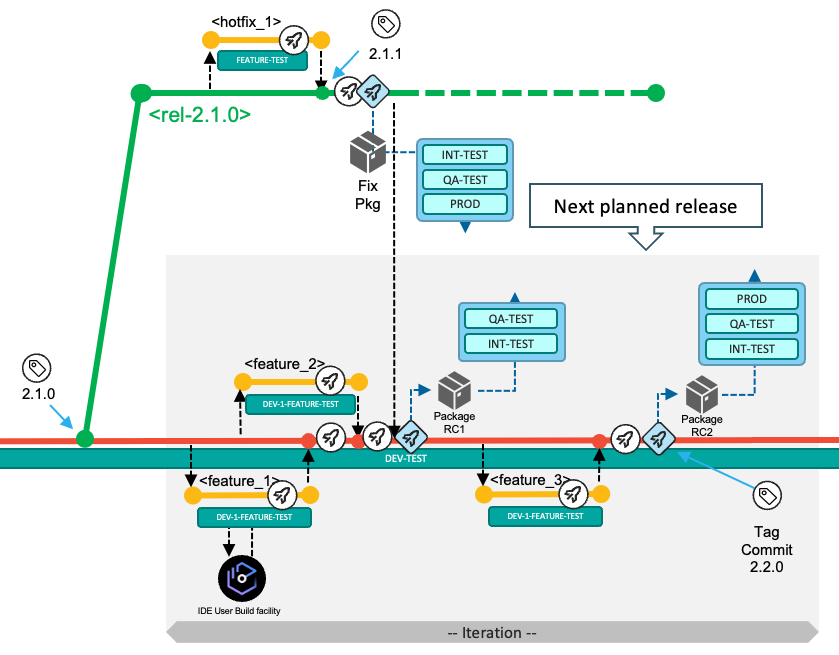 <hotfix_1>
FEATURE-TEST
2.1.1
<rel-2.1.0>
Fix
Pkg
INT-TEST
QA-TEST
PROD
Next planned release
PROD
QA-TEST
INT-TEST
QA-TEST
INT-TEST
2.1.0
<feature_2>
DEV-1-FEATURE-TEST
Package
RC1
Package
RC2
DEV-TEST
<feature_1>
DEV-1-FEATURE-TEST
<feature_3>
DEV-1-FEATURE-TEST
Tag
Commit
2.2.0
IDE User Build facility
-- Iteration --